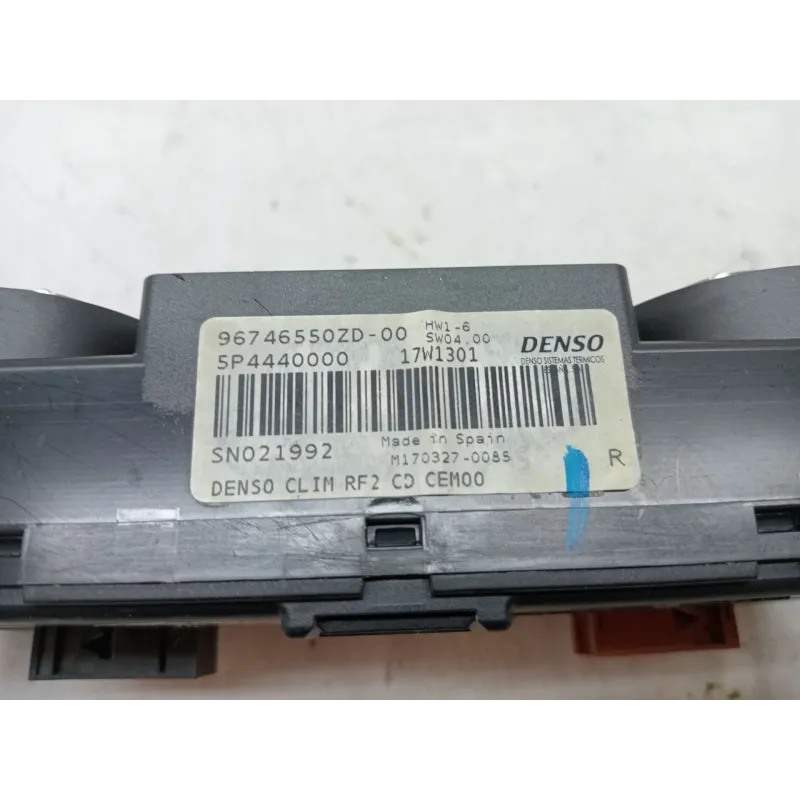 96746550ZD-00 HW1-6 SW04.00 DENSO
5P4440000 17W1301 DENSO SISTEMAS TERMICOS
ESPAÑA,
SN021992 Made in Spain
M170327-0085 R
DENSO CLIM RF2 CD CEM00